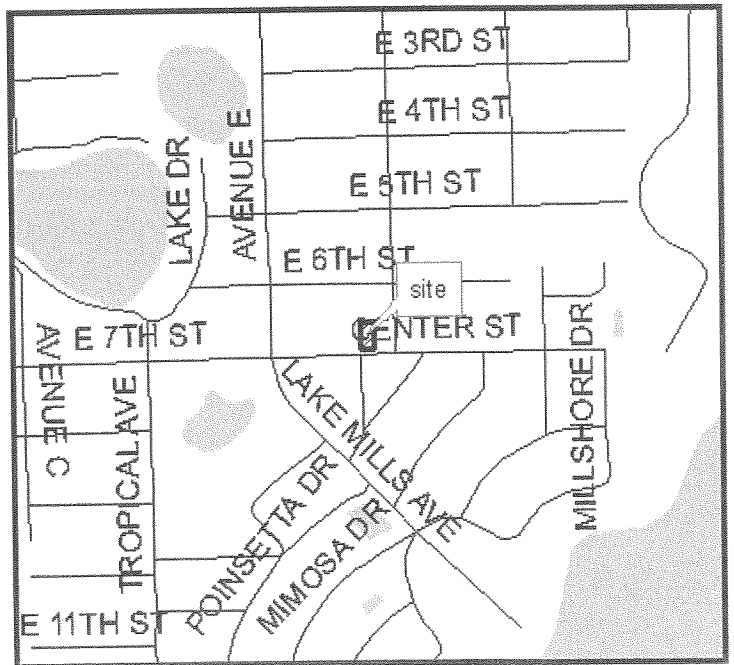 E 3RD ST
E 4TH ST
LAKE DR
AVENUE E
E 5TH ST
E 6TH ST
site
E 7TH ST
CENTER ST
AVENUE C
TROPICAL AVE
LAKE MILLS AVE
MILLSHORE DR
POINSETTA DR
MIMOSA DR
E 11TH ST